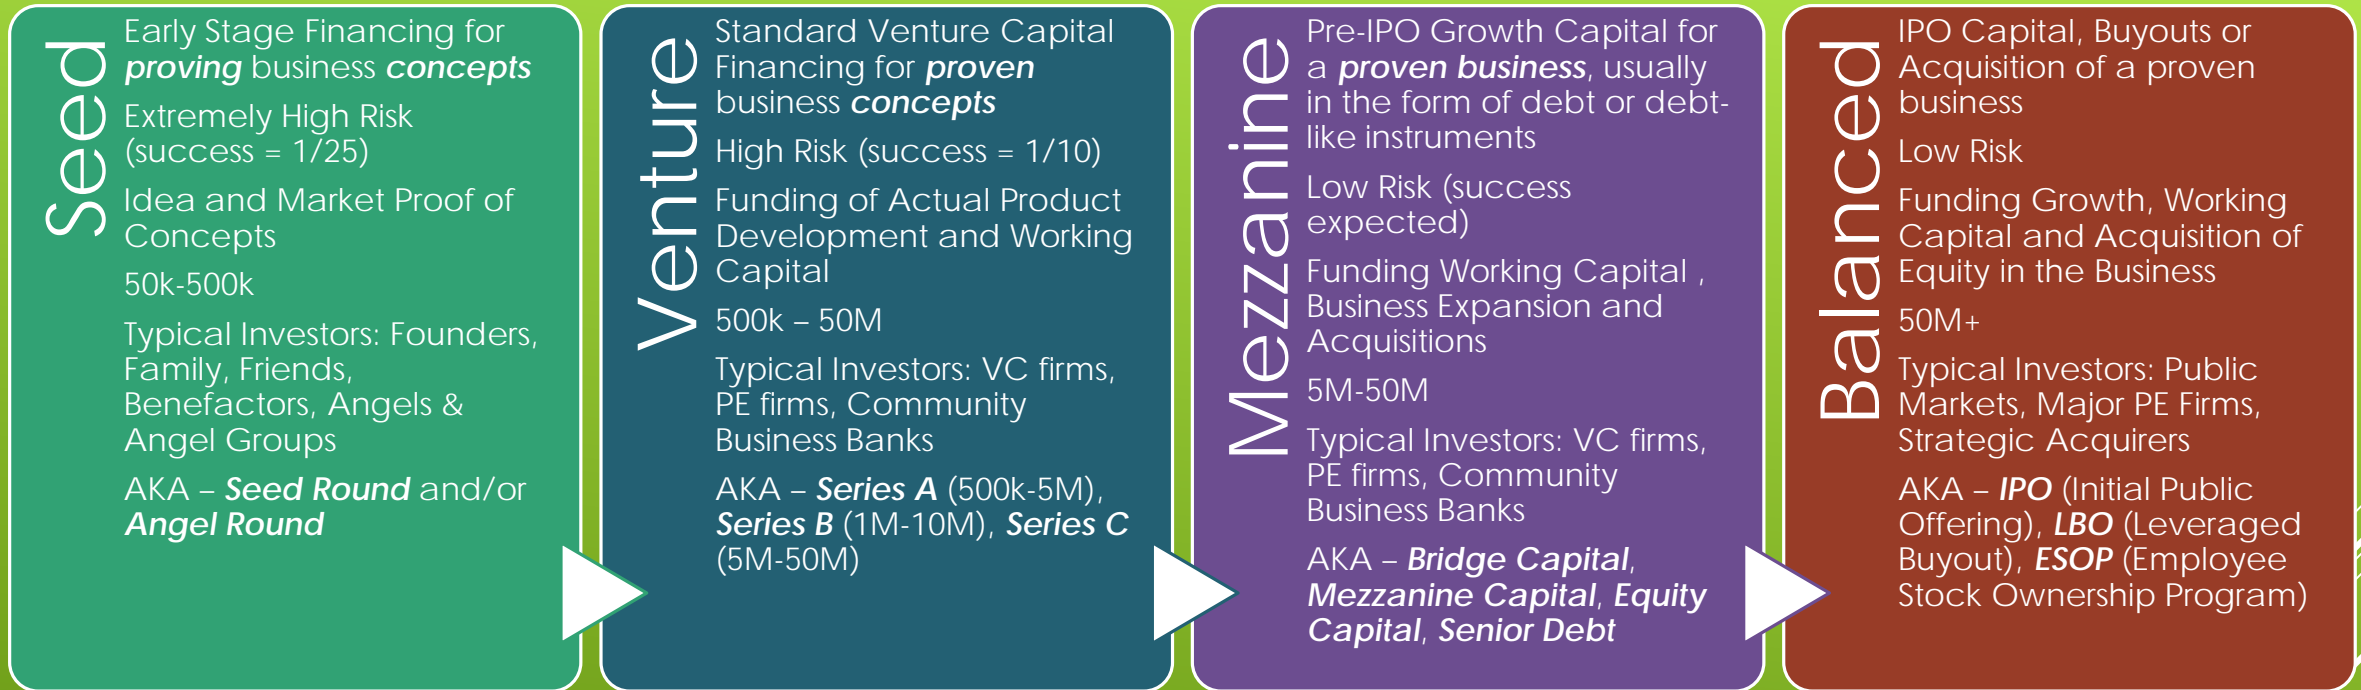 Seed
Early Stage Financing for
proving business concepts
Extremely High Risk
(success = 1/25)
Idea and Market Proof of
Concepts
50k-500k
Typical Investors: Founders,
Family, Friends,
Benefactors, Angels &
Angel Groups
AKA – Seed Round and/or
Angel Round
Venture
Standard Venture Capital
Financing for proven
business concepts
High Risk (success = 1/10)
Funding of Actual Product
Development and Working
Capital
500k – 50M
Typical Investors: VC firms,
PE firms, Community
Business Banks
AKA – Series A (500k-5M),
Series B (1M-10M), Series C
(5M-50M)
Mezzanine
Pre-IPO Growth Capital for
a proven business, usually
in the form of debt or debt-
like instruments
Low Risk (success
expected)
Funding Working Capital ,
Business Expansion and
Acquisitions
5M-50M
Typical Investors: VC firms,
PE firms, Community
Business Banks
AKA – Bridge Capital,
Mezzanine Capital, Equity
Capital, Senior Debt
Balanced
IPO Capital, Buyouts or
Acquisition of a proven
business
Low Risk
Funding Growth, Working
Capital and Acquisition of
Equity in the Business
50M+
Typical Investors: Public
Markets, Major PE Firms,
Strategic Acquirers
AKA – IPO (Initial Public
Offering), LBO (Leveraged
Buyout), ESOP (Employee
Stock Ownership Program)